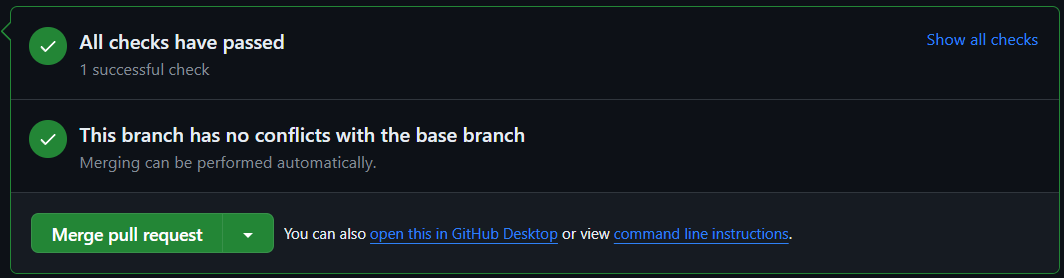 All checks have passed
Show all checks
1 successful check
This branch has no conflicts with the base branch
Merging can be performed automatically.
Merge pull request
You can also open this in GitHub Desktop or view command line instructions.